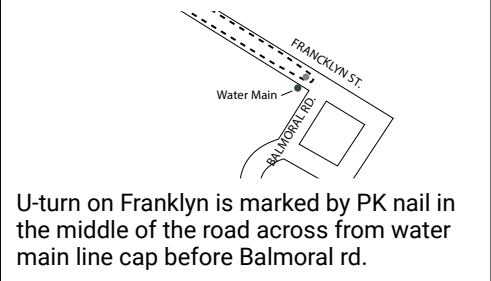 FRANCKLYN ST.
Water Main
BALMORAL RD.
U-turn on Franklyn is marked by PK nail in
the middle of the road across from water
main line cap before Balmoral rd.